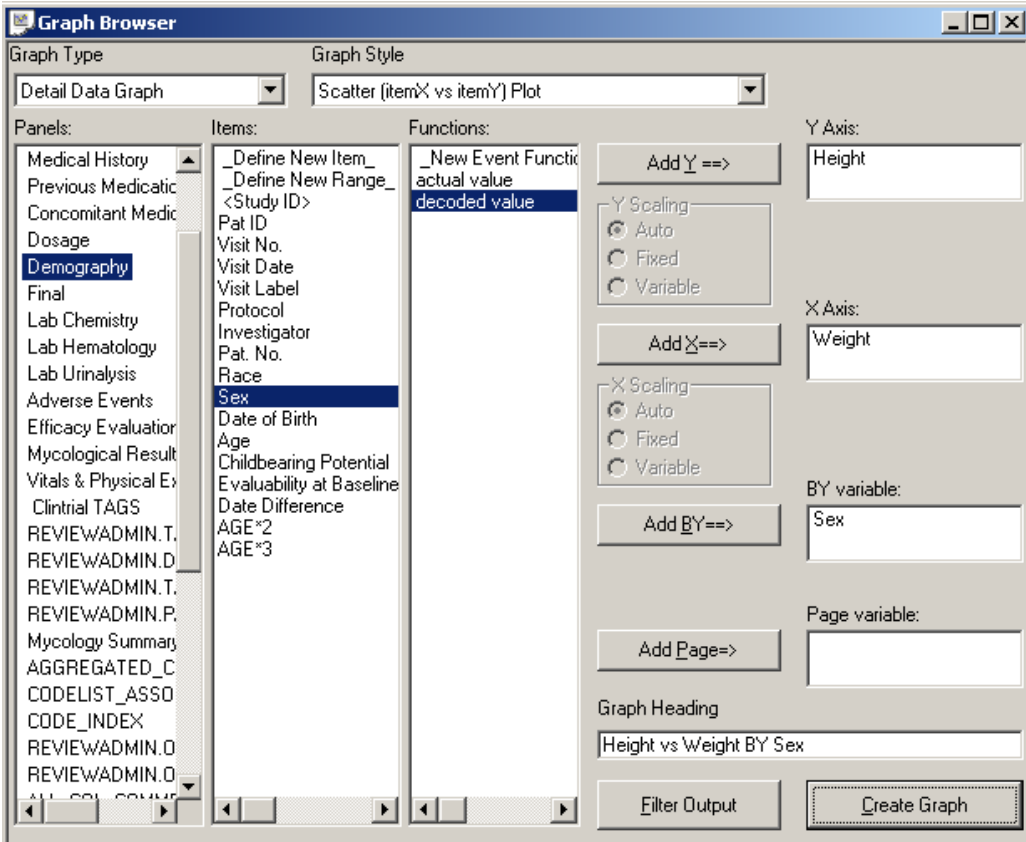 Graph Browser
Graph Type
Graph Style
Detail Data Graph
Scatter (itemX vs itemY) Plot
Panels:
Medical History
Previous Medicatic
Concomitant Medic
Dosage
Demography
Final
Lab Chemistry
Lab Hematology
Lab Urinalysis
Adverse Events
Efficacy Evaluation
Mycological Result
Vitals & Physical Ex
Clintrial TAGS
REVIEWADMIN.T.
REVIEWADMIN.D
REVIEWADMIN.T.
REVIEWADMIN.P.
Mycology Summary
AGGREGATED_C
CODELIST_ASSO
CODE_INDEX
REVIEWADMIN.O
REVIEWADMIN.O
Items:
_Define New Item_
_Define New Range_
<Study ID>
Pat ID
Visit No.
Visit Date
Visit Label
Protocol
Investigator
Pat. No.
Race
Sex
Date of Birth
Age
Childbearing Potential
Evaluability at Baseline
Date Difference
AGE*2
AGE*3
Functions:
_New Event Functio
actual value
decoded value
Add Y ==>
Y Scaling
Auto
Fixed
Variable
Add X==>
X Scaling
Auto
Fixed
Variable
Add BY==>
Add Page=>
Y Axis:
Height
X Axis:
Weight
BY variable:
Sex
Page variable:
Graph Heading
Height vs Weight BY Sex
Filter Output
Create Graph